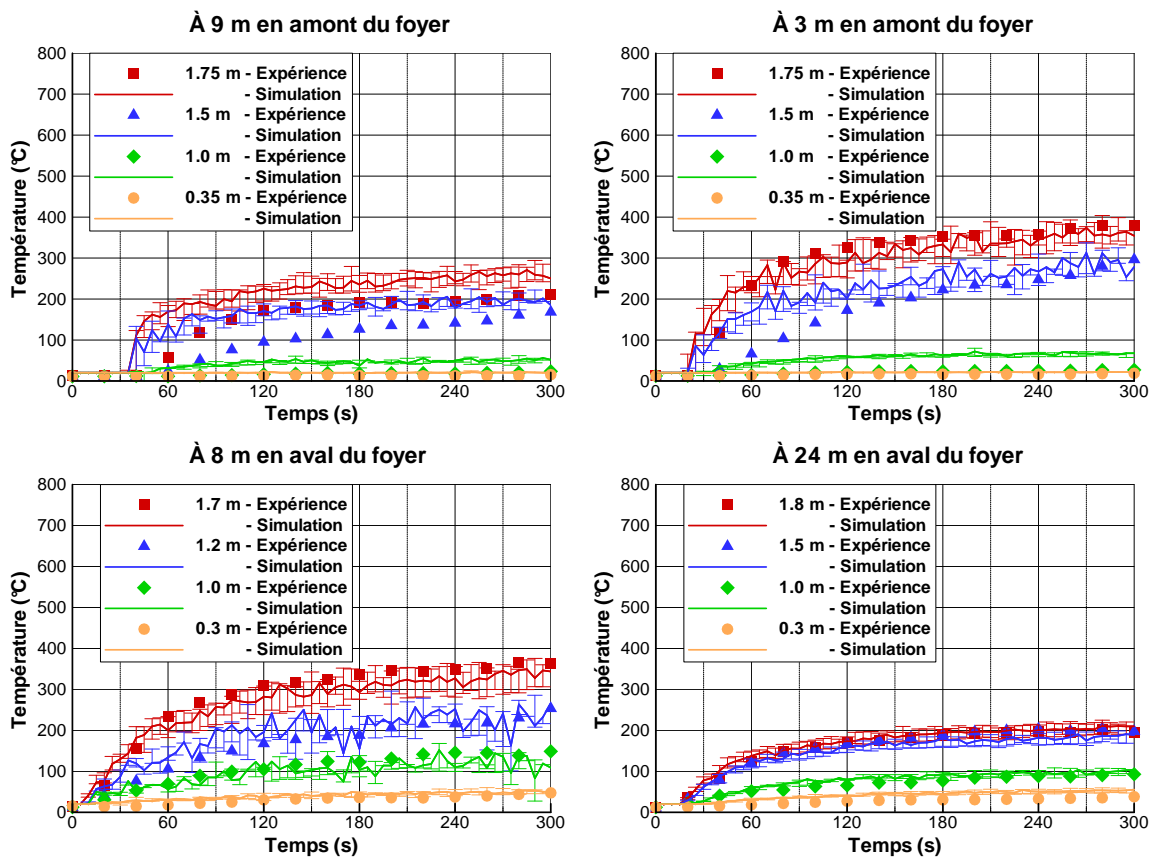 À 9 m en amont du foyer
Température (°C)
800
700
600
500
400
300
200
100
0
1.75 m - Expérience
- Simulation
1.5 m - Expérience
- Simulation
1.0 m - Expérience
- Simulation
0.35 m - Expérience
- Simulation
0 60 120 180 240 300
Temps (s)
À 3 m en amont du foyer
Température (°C)
800
700
600
500
400
300
200
100
0
1.75 m - Expérience
- Simulation
1.5 m - Expérience
- Simulation
1.0 m - Expérience
- Simulation
0.35 m - Expérience
- Simulation
0 60 120 180 240 300
Temps (s)
À 8 m en aval du foyer
Température (°C)
800
700
600
500
400
300
200
100
0
1.7 m - Expérience
- Simulation
1.2 m - Expérience
- Simulation
1.0 m - Expérience
- Simulation
0.3 m - Expérience
- Simulation
0 60 120 180 240 300
Temps (s)
À 24 m en aval du foyer
Température (°C)
800
700
600
500
400
300
200
100
0
1.8 m - Expérience
- Simulation
1.5 m - Expérience
- Simulation
1.0 m - Expérience
- Simulation
0.3 m - Expérience
- Simulation
0 60 120 180 240 300
Temps (s)